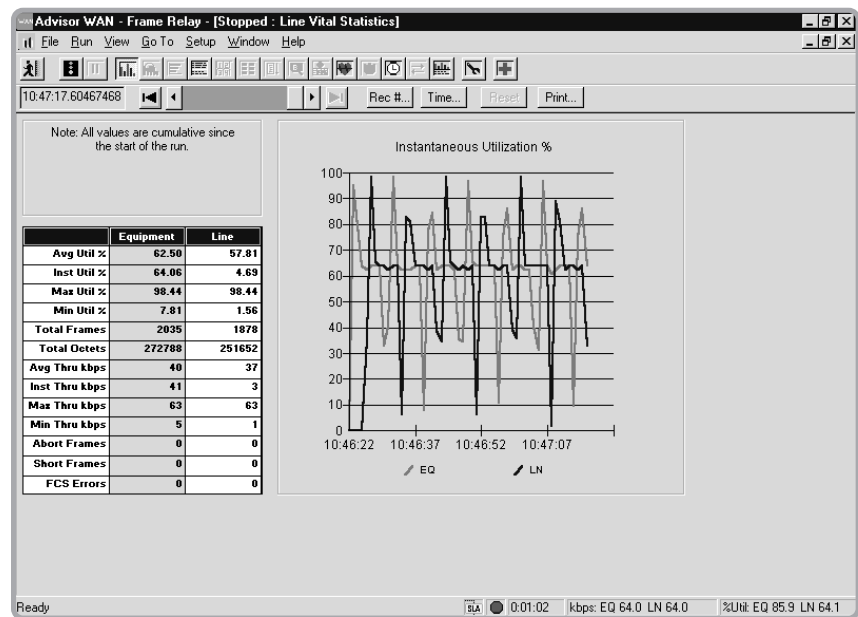 Advisor WAN - Frame Relay - [Stopped : Line Vital Statistics]
File Run View Go To Setup Window Help
10:47:17.60467468 Rec #... Time... Reset Print...
Note: All values are cumulative since
the start of the run.
Equipment Line
Avg Util % 62.50 57.81
Inst Util % 64.06 4.69
Max Util % 98.44 98.44
Min Util % 7.81 1.56
Total Frames 2035 1878
Total Octets 272788 251652
Avg Thru kbps 40 37
Inst Thru kbps 41 3
Max Thru kbps 63 63
Min Thru kbps 5 1
Abort Frames 0 0
Short Frames 0 0
FCS Errors 0 0
Instantaneous Utilization %
100
90
80
70
60
50
40
30
20
10
0
10:46:22 10:46:37 10:46:52 10:47:07
EQ LN
Ready SLA 0:01:02 kbps: EQ 64.0 LN 64.0 %Util: EQ 85.9 LN 64.1